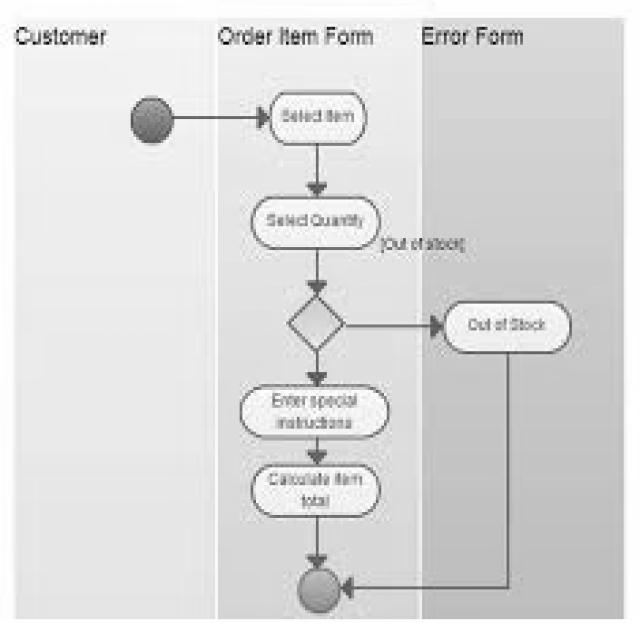 Customer
Order Item Form
Error Form
Select Item
Select Quantity
[Out of stock]
Out of Stock
Enter special
instructions
Calculate item
total